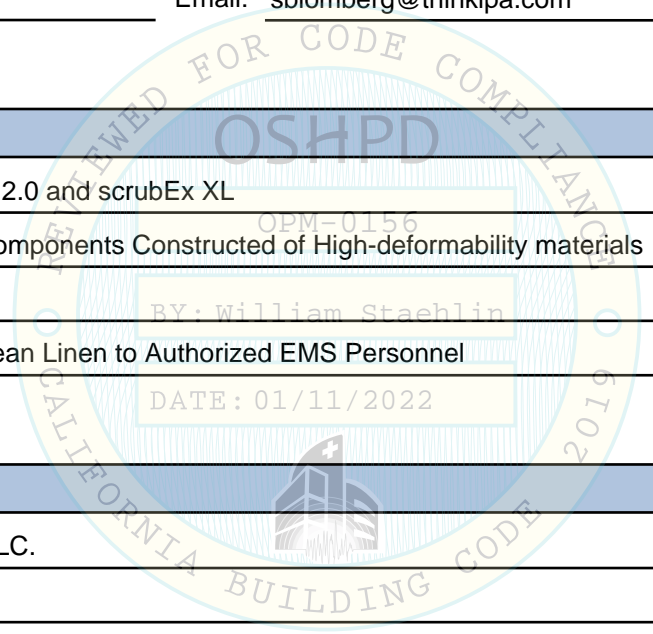 Email: sblomberg@thinkipa.com
REVIEWED FOR CODE COMPLIANCE
OSHPD
2.0 and scrubEx XL
OPM-0156
omponents Constructed of High-deformability materials
BY: William Staehlin
ean Linen to Authorized EMS Personnel
DATE: 01/11/2022
LC.
CALIFORNIA BUILDING CODE 2019